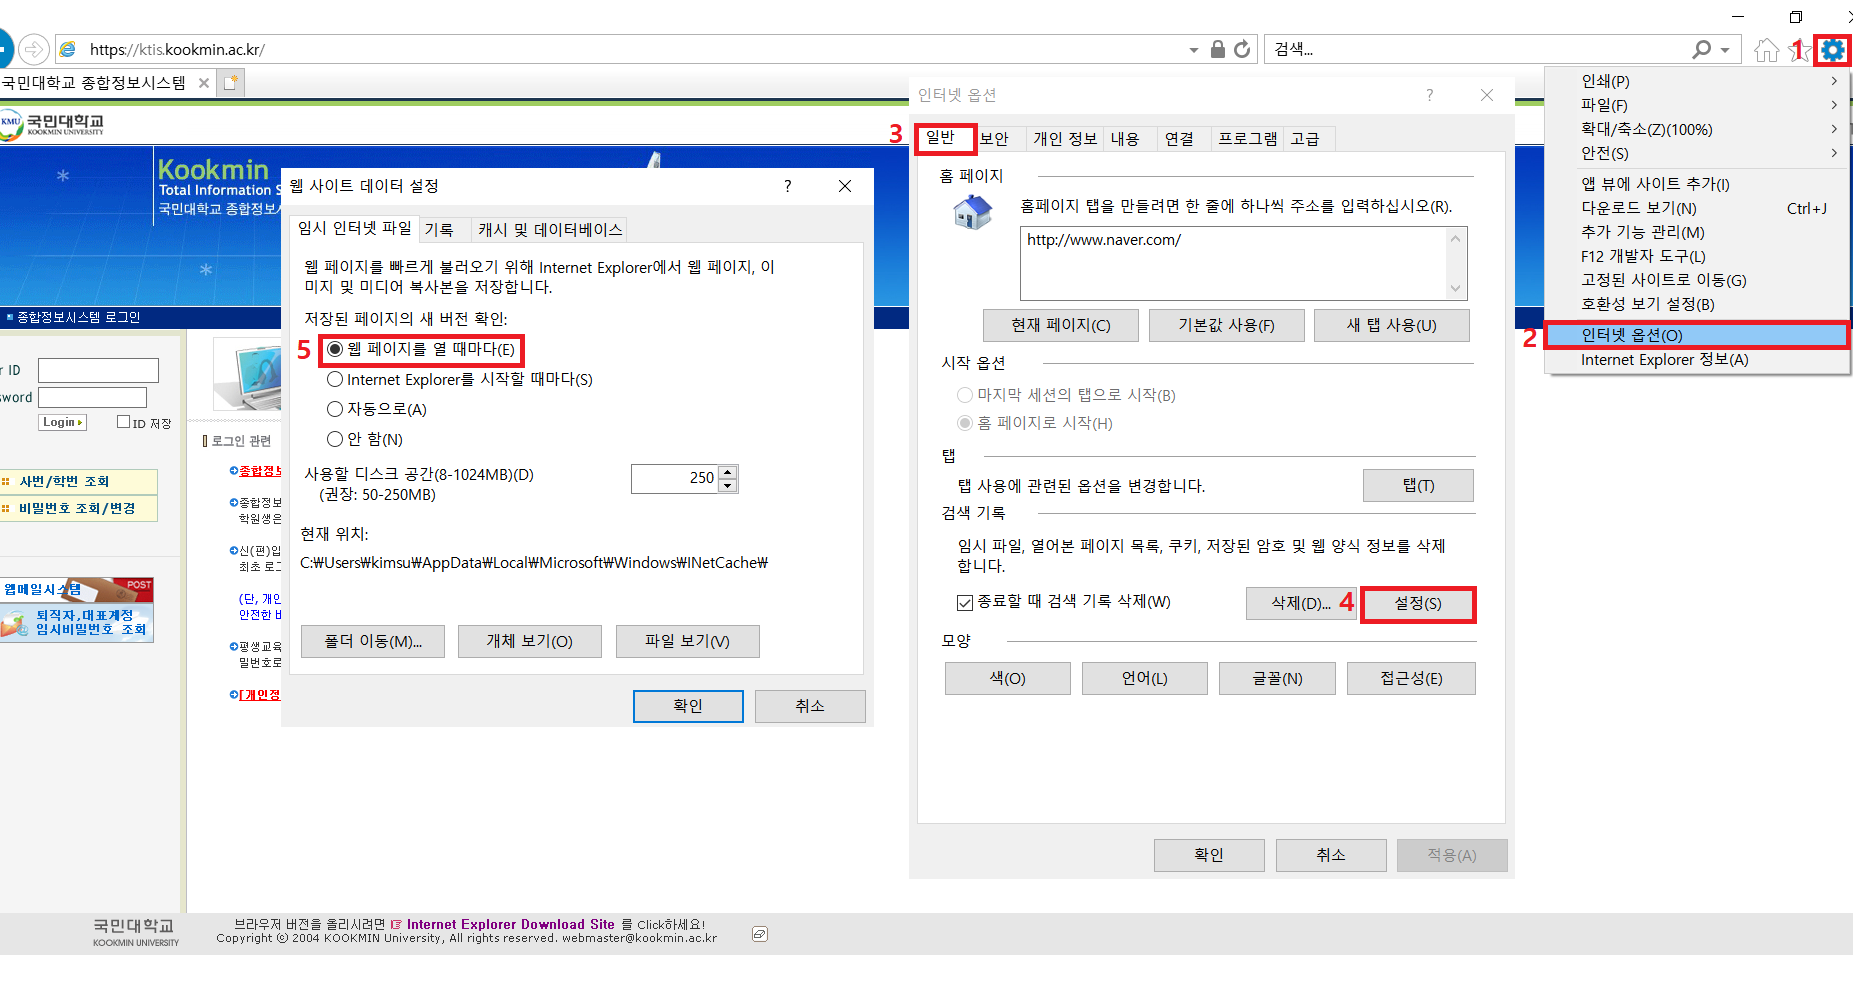 https://ktis.kookmin.ac.kr/
검색...
1
국민대학교 종합정보시스템
KMU
국민대학교
KOOKMIN UNIVERSITY
Kookmin
Total Information S
국민대학교 종합정보
종합정보시스템 로그인
r ID
sword
Login
ID 저장
사번/학번 조회
비밀번호 조회/변경
웹메일시스템
POST
퇴직자,대표계정
임시비밀번호 조회
로그인 관련
종합정보
종합정보
학원생은
신(편)입
최초 로그
(단, 개인
안전한 비
평생교육
밀번호로
[개인정
웹 사이트 데이터 설정
?
임시 인터넷 파일
기록
캐시 및 데이터베이스
웹 페이지를 빠르게 불러오기 위해 Internet Explorer에서 웹 페이지, 이
미지 및 미디어 복사본을 저장합니다.
저장된 페이지의 새 버전 확인:
5
웹 페이지를 열 때마다(E)
Internet Explorer를 시작할 때마다(S)
자동으로(A)
안 함(N)
사용할 디스크 공간(8-1024MB)(D)
250
(권장: 50-250MB)
현재 위치:
C:₩Users₩kimsu₩AppData₩Local₩Microsoft₩Windows₩INetCache₩
폴더 이동(M)...
개체 보기(O)
파일 보기(V)
확인
취소
인터넷 옵션
?
3
일반
보안
개인 정보
내용
연결
프로그램
고급
홈 페이지
홈페이지 탭을 만들려면 한 줄에 하나씩 주소를 입력하십시오(R).
http://www.naver.com/
현재 페이지(C)
기본값 사용(F)
새 탭 사용(U)
시작 옵션
마지막 세션의 탭으로 시작(B)
홈 페이지로 시작(H)
탭
탭 사용에 관련된 옵션을 변경합니다.
탭(T)
검색 기록
임시 파일, 열어본 페이지 목록, 쿠키, 저장된 암호 및 웹 양식 정보를 삭제
합니다.
종료할 때 검색 기록 삭제(W)
삭제(D)...
4
설정(S)
모양
색(O)
언어(L)
글꼴(N)
접근성(E)
확인
취소
적용(A)
인쇄(P)
파일(F)
확대/축소(Z)(100%)
안전(S)
앱 뷰에 사이트 추가(I)
다운로드 보기(N)
Ctrl+J
추가 기능 관리(M)
F12 개발자 도구(L)
고정된 사이트로 이동(G)
호환성 보기 설정(B)
2
인터넷 옵션(O)
Internet Explorer 정보(A)
국민대학교
KOOKMIN UNIVERSITY
브라우저 버전을 올리시려면 ☞ Internet Explorer Download Site 를 Click하세요!
Copyright ⓒ 2004 KOOKMIN University, All rights reserved. webmaster@kookmin.ac.kr